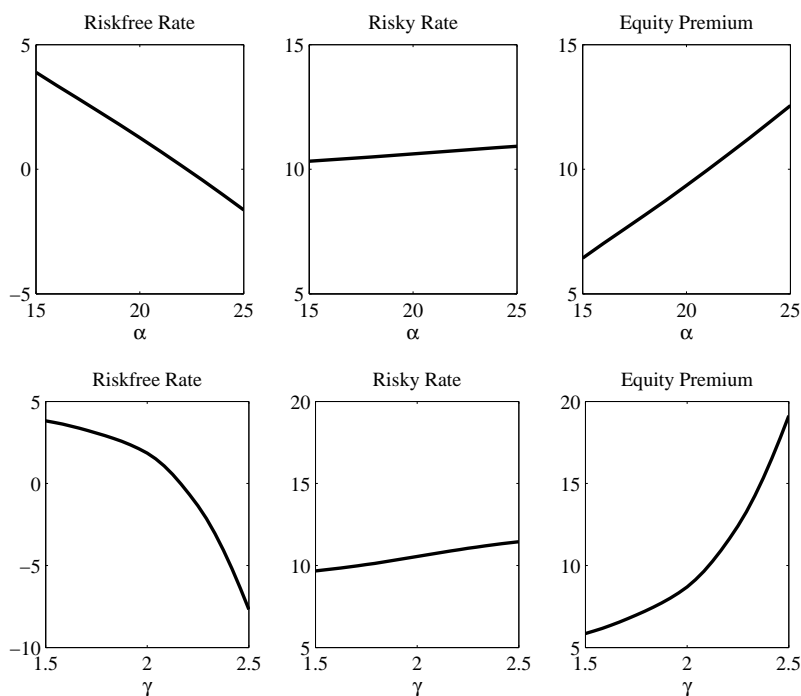 Riskfree Rate Risky Rate Equity Premium
5 15 15
0 10 10
−5 5 5
15 20 25 15 20 25 15 20 25
α α α
Riskfree Rate Risky Rate Equity Premium
5 20 20
0 15 15
−5 10 10
−10 5 5
1.5 2 2.5 1.5 2 2.5 1.5 2 2.5
γ γ γ